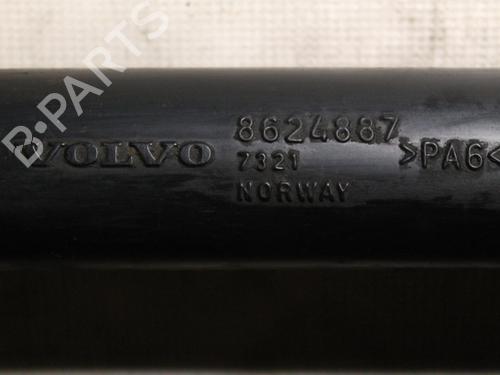 B-PARTS
VOLVO 8624887 >PA6<
7321
NORWAY